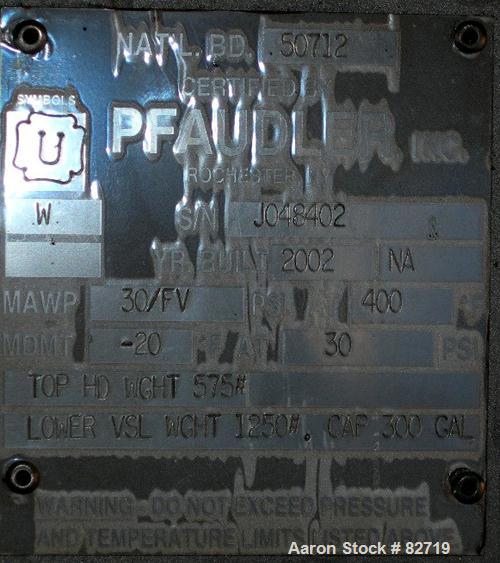 NAT'L. BD. 50712
CERTIFIED BY
SYMBOLS
U
PFAUDLER, INC.
ROCHESTER, NY
W S/N J048402
YR. BUILT 2002 NA
MAWP 30/FV PSI AT 400 °F
MDMT -20 °F AT 30 PSI
TOP HD WGHT 575#
LOWER VSL WGHT 1250#. CAP 300 GAL
WARNING - DO NOT EXCEED PRESSURE
AND TEMPERATURE LIMITS LISTED ABOVE
Aaron Stock # 82719